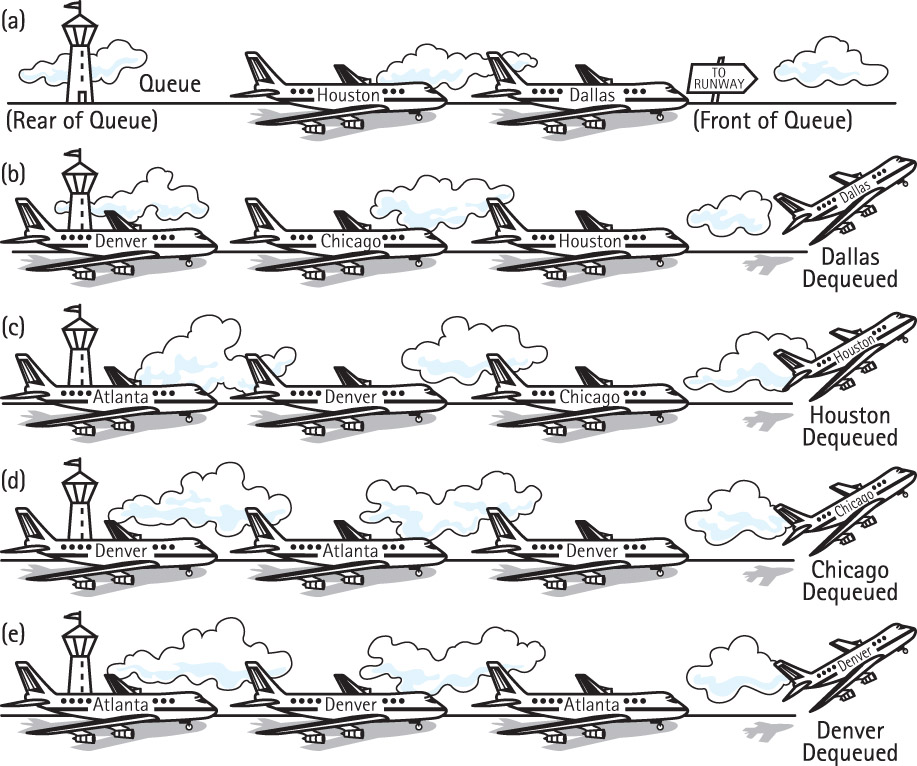 (a)
Queue
Houston
Dallas
TO
RUNWAY
(Rear of Queue)
(Front of Queue)
(b)
Denver
Chicago
Houston
Dallas
Dallas
Dequeued
(c)
Atlanta
Denver
Chicago
Houston
Houston
Dequeued
(d)
Denver
Atlanta
Denver
Chicago
Chicago
Dequeued
(e)
Atlanta
Denver
Atlanta
Denver
Denver
Dequeued